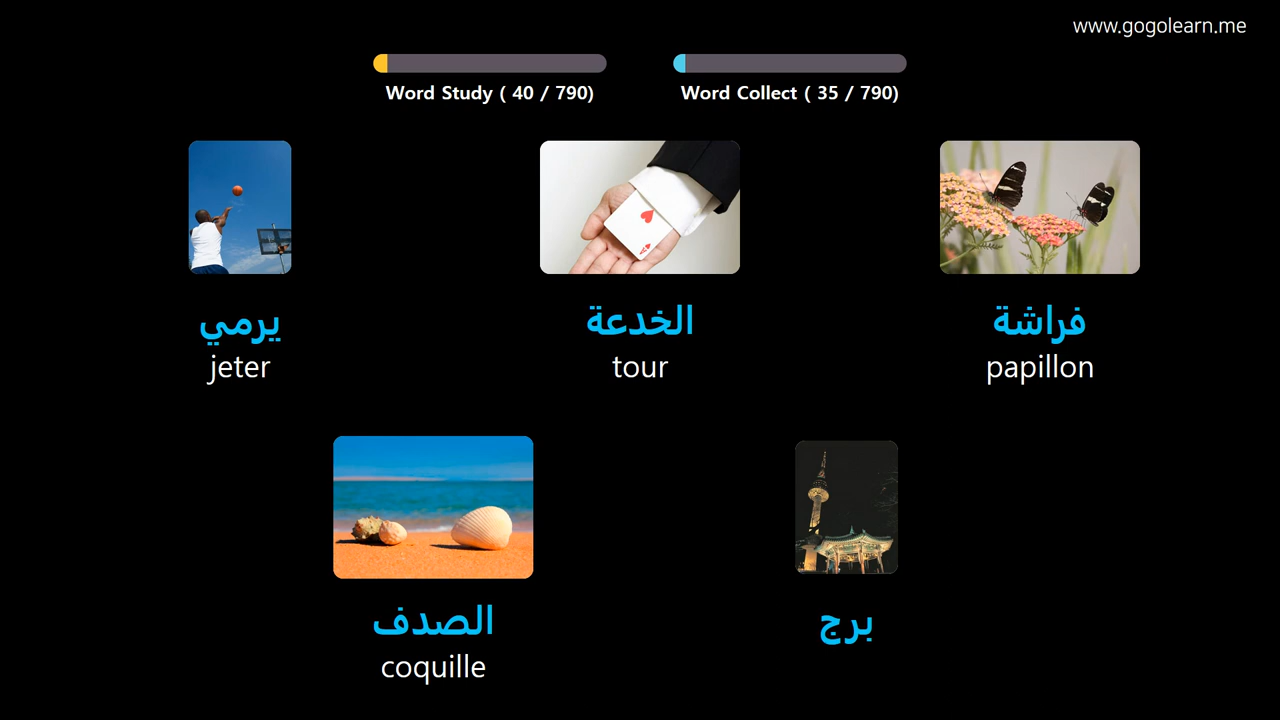 www.gogolearn.me
Word Study ( 40 / 790)
Word Collect ( 35 / 790)
يرمي
jeter
الخدعة
tour
فراشة
papillon
الصدف
coquille
برج